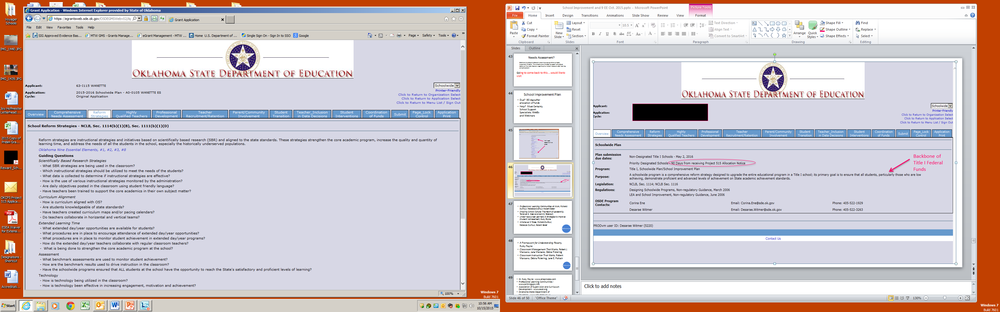 Voyager Schools
IMG_1440.JPG
IMG_1439.JPG
Joy Hofmeister
Letterhead....
2015 Copy of
Prelim Gra...
Reward_Sch...
OKCPS Project
515 Applica...
ESEA Waiver
for Extensi...
Designations -
Shortcut
Accreditati...
Grant Application - Windows Internet Explorer provided by State of Oklahoma
https://egrantsweb.sde.ok.gov/OSDEGMSWebv02/Ap
Grant Application
File Edit View Favorites Tools Help
SIG Approved Evidence Bas... MTW GMS - Grants Manage... eGrant Management - MTW ... Home U.S. Department of ... Single Sign On - Sign In to SSO Google
Page Safety Tools
OKLAHOMA STATE DEPARTMENT OF EDUCATION
Applicant: 63-I115 WANETTE
Schoolwide
Application: 2015-2016 Schoolwide Plan - A0-0105 WANETTE ES
Cycle: Original Application
Printer-Friendly
Click to Return to Organization Select
Click to Return to Application Select
Click to Return to Menu List / Sign Out
Overview Comprehensive Needs Assessment Reform Strategies Highly Qualified Teachers Professional Development Teacher Recruitment/Retention Parent/Community Involvement Student Transition Teacher_Inclusion in Data Decisions Student Interventions Coordination of Funds Submit Page_Lock Control Application Print
School Reform Strategies - NCLB, Sec. 1114(b)(1)(B), Sec. 1111(b)(1)(D)
Reform strategies are instructional strategies and initiatives based on scientifically based research (SBR) and aligned to the state standards. These strategies strengthen the core academic program, increase the quality and quantity of
learning time, and address the needs of all the students in the school, especially the historically underserved populations.
Oklahoma Nine Essential Elements, #1, #2, #3, #8
Guiding Questions
Scientifically Based Research Strategies
- What SBR strategies are being used in the classroom?
- Which instructional strategies should be utilized to meet the needs of the students?
- What data is collected to determine if instructional strategies are effective?
- How is the use of various instructional strategies monitored by the administration?
- Are daily objectives posted in the classroom using student friendly language?
- Have teachers been trained to support the core academics in their own subject matter?
Curriculum Alignment
- How is curriculum aligned with OS?
- Are students knowledgeable of state standards?
- Have teachers created curriculum maps and/or pacing calendars?
- Do teachers collaborate in horizantal and vertical teams?
Extended Learning Time
- What extended day/year opportunities are available for students?
- What procedures are in place to encourage attendance of extended day/year opportunities?
- What procedures are in place to monitor student achievement in extended day/year programs?
- How do the extended day/year teachers collaborate with regular classroom teachers?
- What is being done to strengthen the core academic program at the school?
Assessment
- What benchmark assessments are used to monitor student achievement?
- How are the benchmark results used to drive instruction in the classroom?
- Have the schoolwide programs ensured that ALL students at the school have the opportunity to reach the State's satisfactory and proficient levels of learning?
Technology
- How is technology being utilized in the classroom?
- How is technology been effective in increasing engagement, motivation and achievement?
100%
Windows 7
Build 7601
Start
10:56 AM
10/15/2015
School Improvement and 9 EE Oct. 2015.pptx - Microsoft PowerPoint
Picture Tools
File Home Insert Design Transitions Animations Slide Show Review View Format
Paste Cut Copy Format Painter
Clipboard
New Slide Layout Reset Section
Slides
10.5
Font
Text Direction Align Text Convert to SmartArt
Paragraph
Arrange Quick Styles Shape Fill Shape Outline Shape Effects
Drawing
Find Replace Select
Editing
Slides Outline
43
Needs Assessment?
Going to come back to this....would like to
visit
44
School Improvement Plan
• Due? 90 days after
allocation of funds
• Help? Most Certainly.
School Support
Specialists; WebEx
and Webinars
45
46
47
• Professional Learning Communities at Work, Richard
DuFour, Rebecca DuFour, Robert Eaker
• Shaping School Culture: The Heart of Leadership,
Terrence E. Deal and Kent D. Peterson
• Under-resourced Learners: 8 Strategies to Improve
Student Achievement, Ruby Payne
• Whatever It Takes, Richard DuFour,
Rebecca DuFour, Robert Eaker
48
• A Framework for Understanding Poverty,
Ruby Payne
• Classroom Management That Works, Robert J.
Marzano, Jana Marzano, Debra Pickering
• Classroom Instruction That Works, Robert
Marzano, Debra Pickering, Jane E. Pollock
49
• Dr. Ruby Payne - www.ahaprocess.com
• Professional Learning Communities -
www.allthingsplc.info
• Association of Supervision and Curriculum
Development - www.ascd.org
• Oklahoma State Department of
OKLAHOMA STATE DEPARTMENT OF EDUCATION
Applicant:
Schoolwide
Application:
Cycle:
Printer-Friendly
Click to Return to Organization Select
Click to Return to Application Select
Click to Return to Menu List / Sign Out
Overview Comprehensive Needs Assessment Reform Strategies Highly Qualified Teachers Professional Development Teacher Recruitment/Retention Parent/Community Involvement Student Transition Teacher_Inclusion in Data Decisions Student Interventions Coordination of Funds Submit Page_Lock Control Application Print
Schoolwide Plan
Plan submission due dates: Non-Designated Title I Schools - May 2, 2016
Priority Designated Schools - 90 Days from receiving Project 515 Allocation Notice
Backbone of
Title I Federal
Funds
Program: Title I, Schoolwide Plan/School Improvement Plan
Purpose: A schoolwide program is a comprehensive reform strategy designed to upgrade the entire educational program in a Title I school; its primary goal is to ensure that all students, particularly those who are low
achieving, demonstrate proficient and advanced levels of achievement on State academic achievement standards.
Legislation: NCLB, Sec. 1114; NCLB Sec. 1116
Regulations: Designing Schoolwide Programs, Non-regulatory Guidance, March 2006
LEA and School Improvement, Non-regulatory Guidance, June 2006
OSDE Program Contacts: Corina Ene Email: Corina.Ene@sde.ok.gov Phone: 405-522-1929
Desarae Witmer Email: Desarae.Witmer@sde.ok.gov Phone: 405-522-3263
PRODvm user ID: Desarae Witmer (5220)
Contact Us
Click to add notes
Slide 46 of 50 "Office Theme" 130%
Windows 7
Build 7601